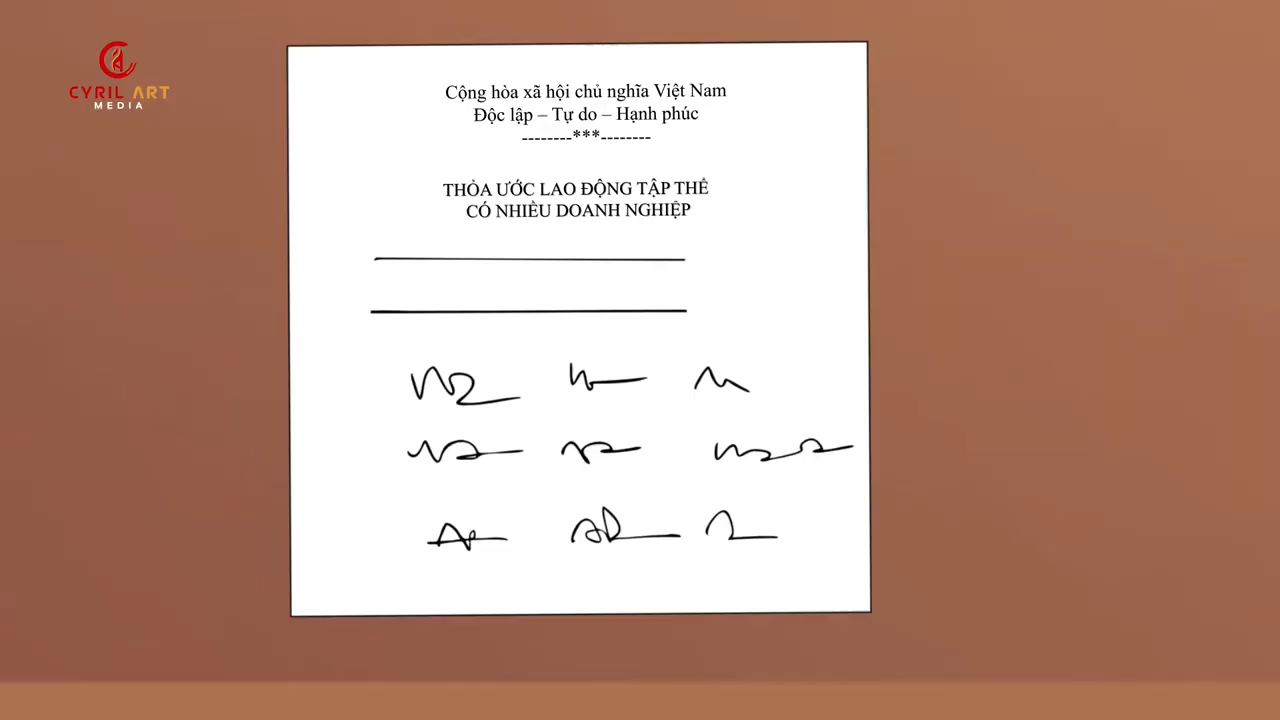 CYRIL ART
MEDIA
Cộng hòa xã hội chủ nghĩa Việt Nam
Độc lập – Tự do – Hạnh phúc
--------***--------
THỎA ƯỚC LAO ĐỘNG TẬP THỂ
CÓ NHIỀU DOANH NGHIỆP